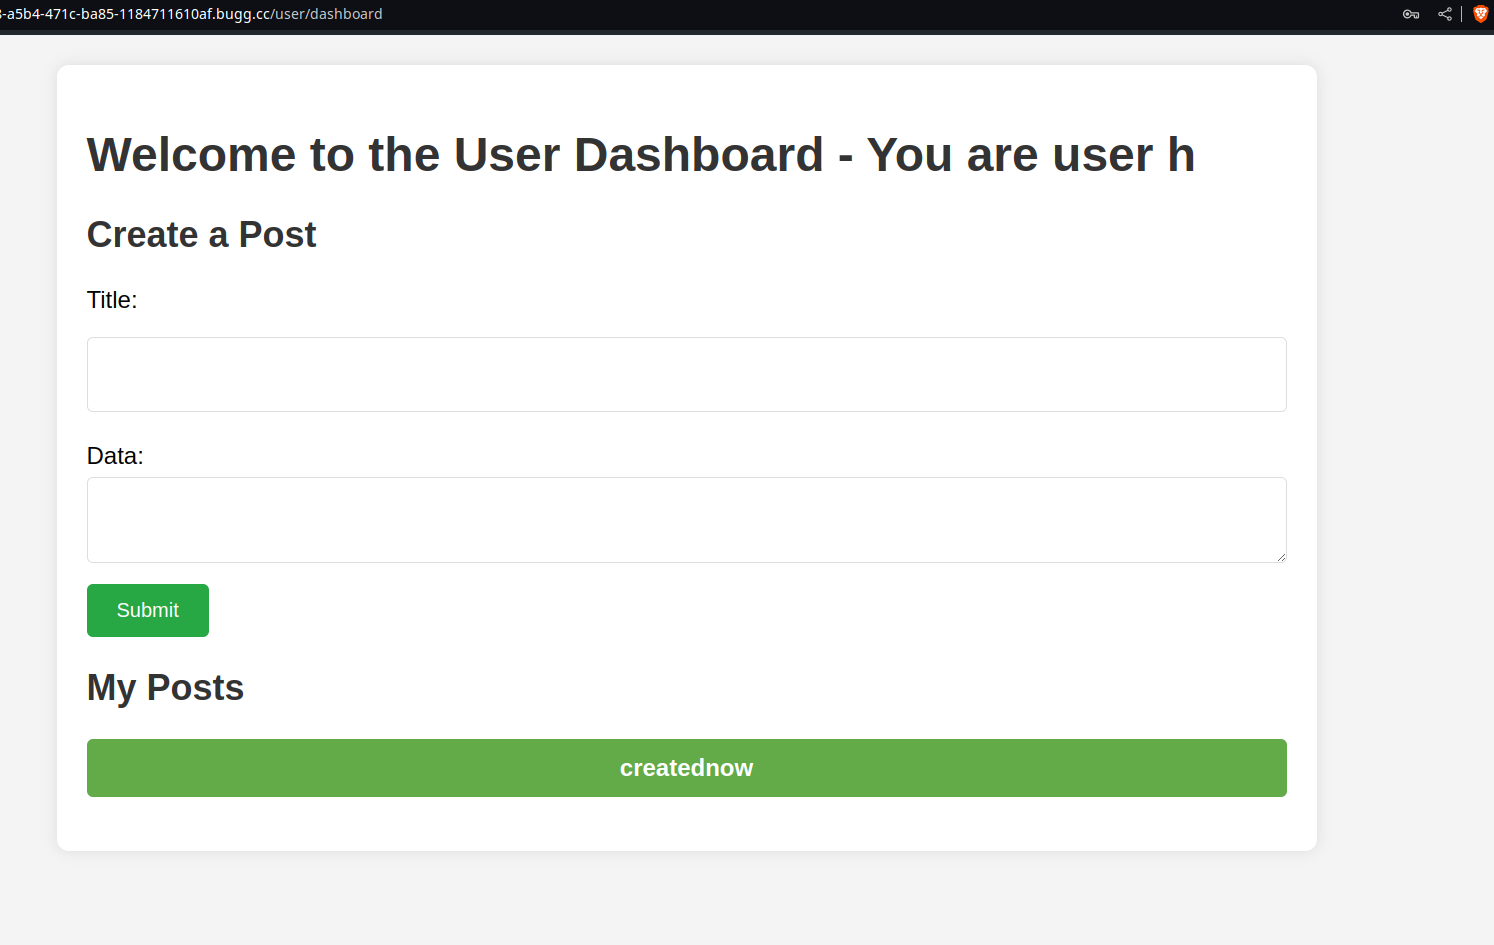 -a5b4-471c-ba85-1184711610af.bugg.cc/user/dashboard
Welcome to the User Dashboard - You are user h
Create a Post
Title:
Data:
Submit
My Posts
creatednow